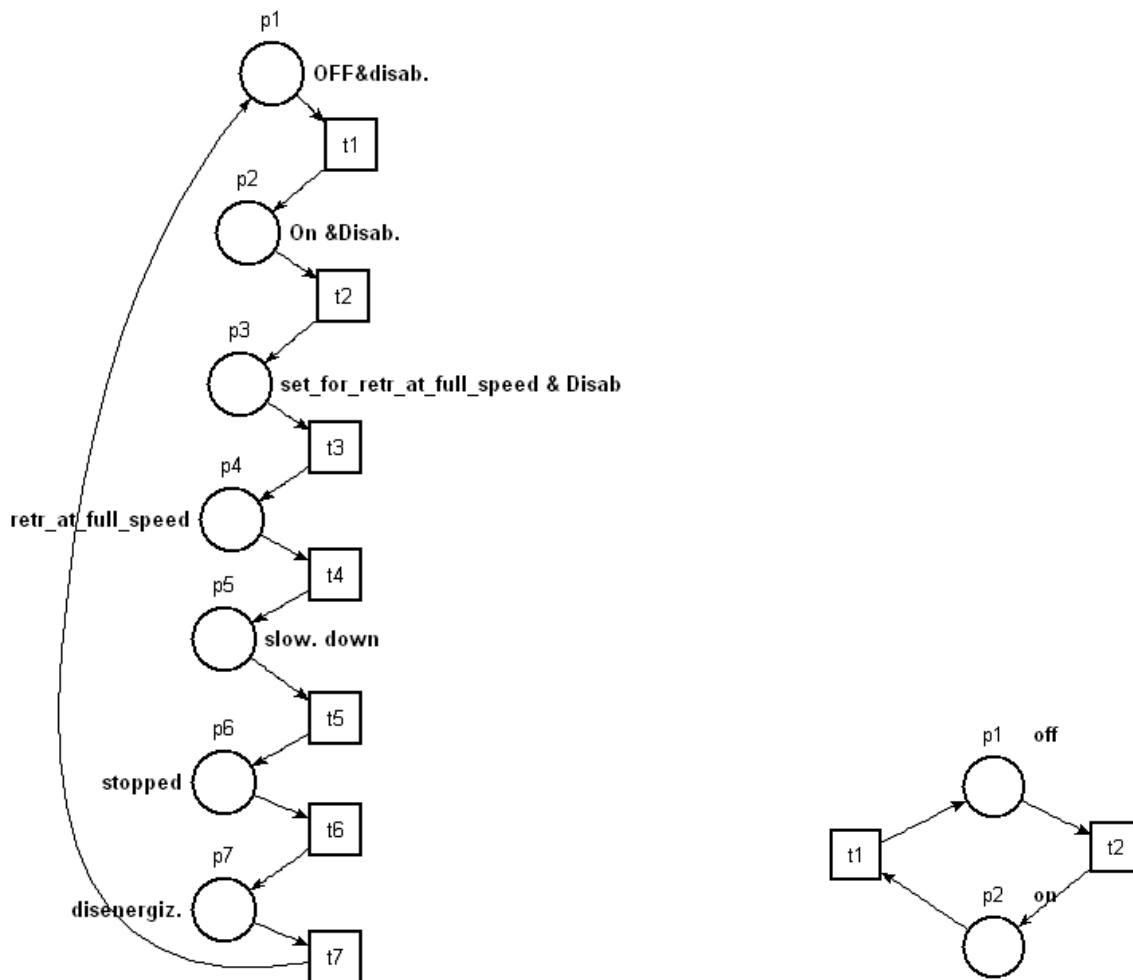 p1
OFF&disab.
t1
p2
On &Disab.
t2
p3
set_for_retr_at_full_speed & Disab
t3
p4
retr_at_full_speed
t4
p5
slow. down
t5
p6
stopped
t6
p7
disenergiz.
t7
p1 off
t1
t2
p2 on